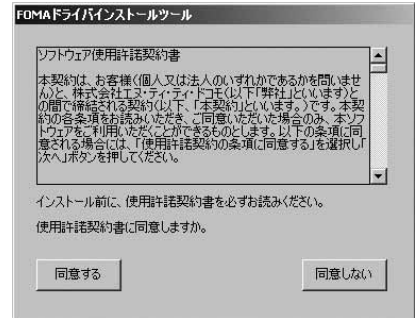 FOMAドライバインストールツール
ソフトウェア使用許諾契約書
本契約は、お客様(個人又は法人のいずれかであるかを問いませ
ん)と、株式会社エヌ・ティ・ティ・ドコモ(以下「弊社」といいます)と
の間で締結される契約(以下、「本契約」といいます。)です。本契
約の各条項をお読みいただき、ご同意いただいた場合のみ、本ソフ
トウェアをご利用いただくことができるものとします。以下の条項に同
意される場合には、「使用許諾契約の条項に同意する」を選択し「
次へ」ボタンを押してください。
インストール前に、使用許諾契約書を必ずお読みください。
使用許諾契約書に同意しますか。
同意する
同意しない